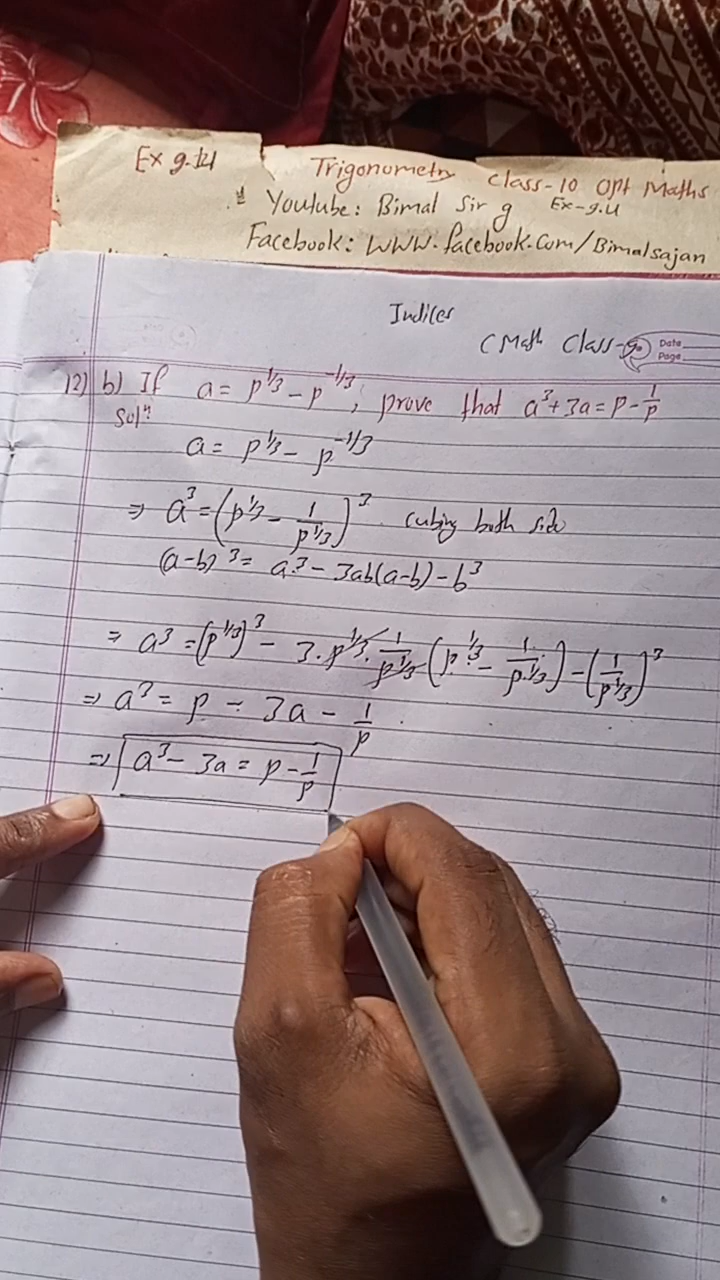 Ex 9.4
Trigonometry class-10 Opt Maths
Youtube: Bimal Sir g Ex-9.4
Facebook: WWW.facebook.com/Bimalsajan
Indices
(Math Class-9)
Date
Page
12) b) If a = p^{1/3} - p^{-1/3}, prove that a³ + 3a = p - 1/p
Solⁿ:
a = p^{1/3} - p^{-1/3}
⇒ a³ = (p^{1/3} - 1/p^{1/3})³ cubing both side
(a-b)³ = a³ - 3ab(a-b) - b³
⇒ a³ = (p^{1/3})³ - 3·p^{1/3}·1/p^{1/3}(p^{1/3} - 1/p^{1/3}) - (1/p^{1/3})³
⇒ a³ = p - 3a - 1/p
⇒ a³ - 3a = p - 1/p